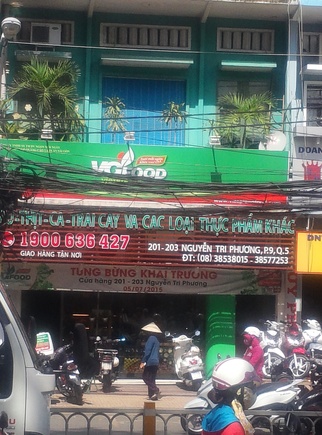 VGFOOD
-THỊT-CÁ-TRÁI CÂY VÀ CÁC LOẠI THỰC PHẨM KHÁC
1900 636 427
GIAO HÀNG TẬN NƠI
201-203 NGUYỄN TRI PHƯƠNG, P.9, Q.5
ĐT: (08) 38538015 - 38577253
TƯNG BỪNG KHAI TRƯƠNG
Cửa hàng 201 - 203 Nguyễn Tri Phương
DOAN